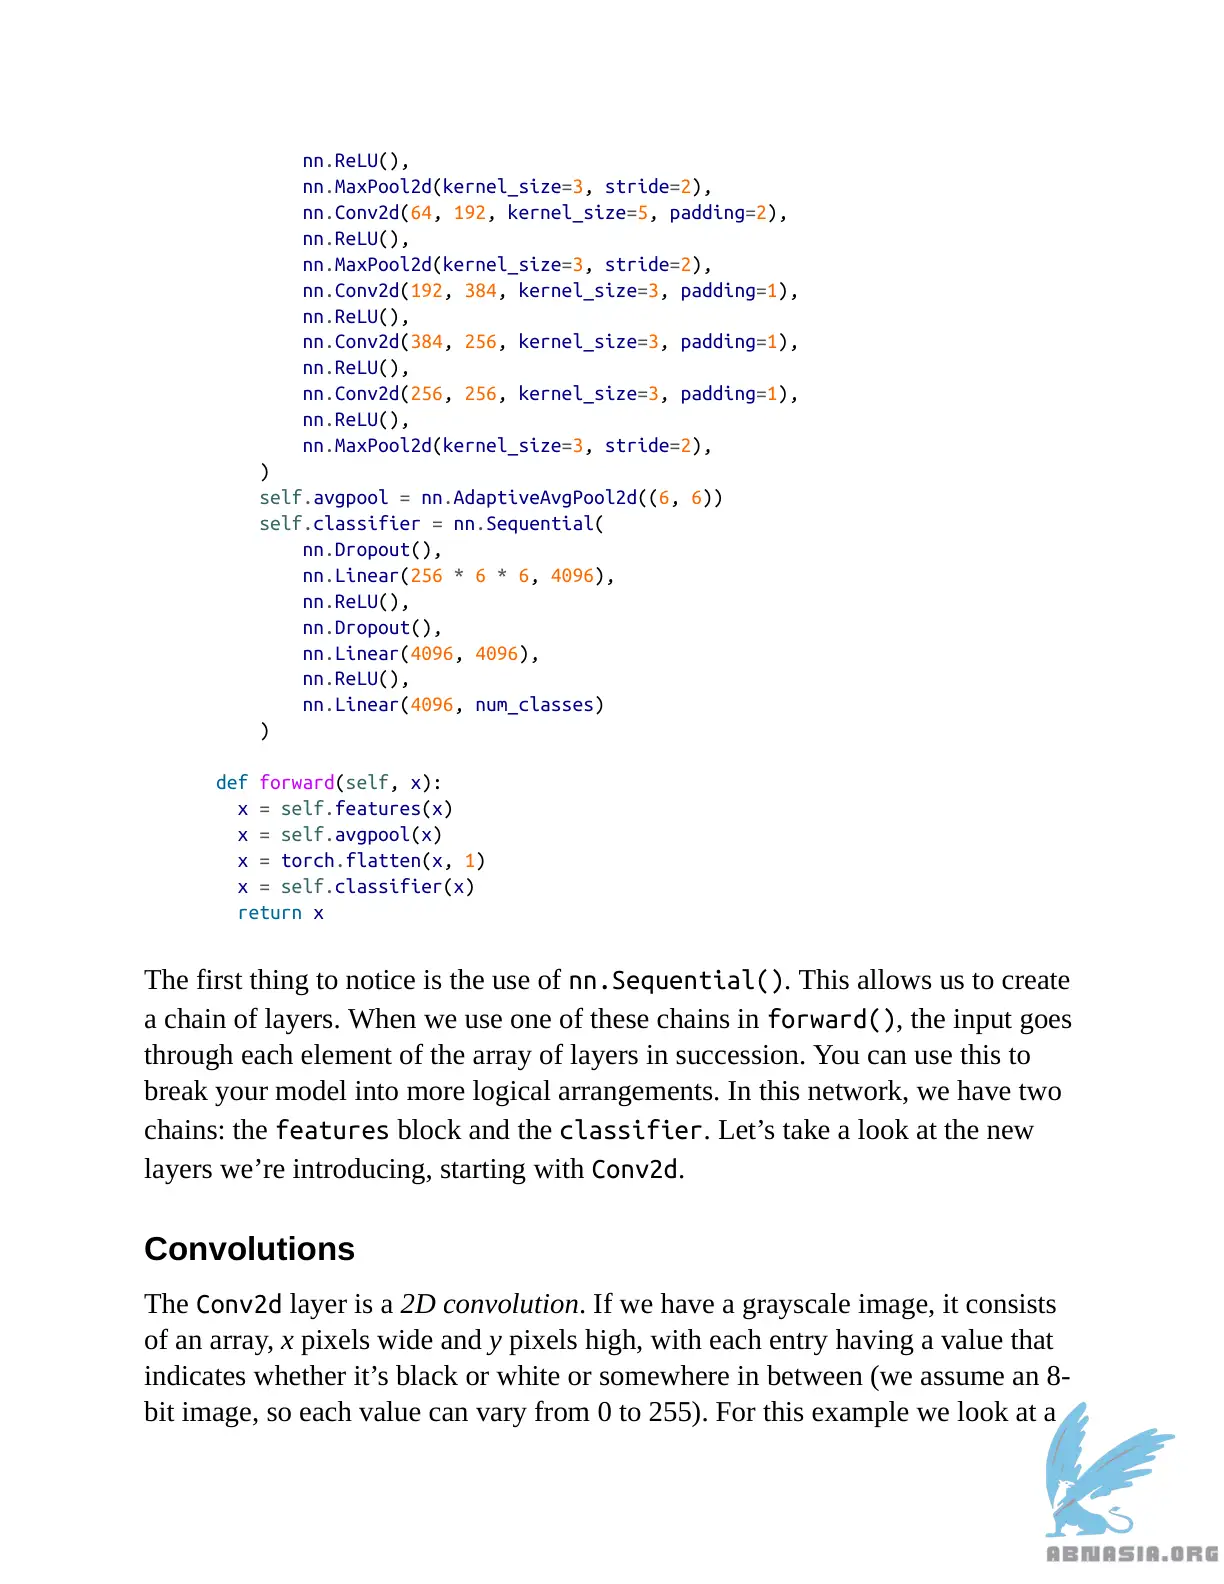 nn.ReLU(),
nn.MaxPool2d(kernel_size=3, stride=2),
nn.Conv2d(64, 192, kernel_size=5, padding=2),
nn.ReLU(),
nn.MaxPool2d(kernel_size=3, stride=2),
nn.Conv2d(192, 384, kernel_size=3, padding=1),
nn.ReLU(),
nn.Conv2d(384, 256, kernel_size=3, padding=1),
nn.ReLU(),
nn.Conv2d(256, 256, kernel_size=3, padding=1),
nn.ReLU(),
nn.MaxPool2d(kernel_size=3, stride=2),
)
self.avgpool = nn.AdaptiveAvgPool2d((6, 6))
self.classifier = nn.Sequential(
nn.Dropout(),
nn.Linear(256 * 6 * 6, 4096),
nn.ReLU(),
nn.Dropout(),
nn.Linear(4096, 4096),
nn.ReLU(),
nn.Linear(4096, num_classes)
)
def forward(self, x):
x = self.features(x)
x = self.avgpool(x)
x = torch.flatten(x, 1)
x = self.classifier(x)
return x
The first thing to notice is the use of nn.Sequential(). This allows us to create
a chain of layers. When we use one of these chains in forward(), the input goes
through each element of the array of layers in succession. You can use this to
break your model into more logical arrangements. In this network, we have two
chains: the features block and the classifier. Let’s take a look at the new
layers we’re introducing, starting with Conv2d.
Convolutions
The Conv2d layer is a 2D convolution. If we have a grayscale image, it consists
of an array, x pixels wide and y pixels high, with each entry having a value that
indicates whether it’s black or white or somewhere in between (we assume an 8-
bit image, so each value can vary from 0 to 255). For this example we look at a
ABNASIA.ORG